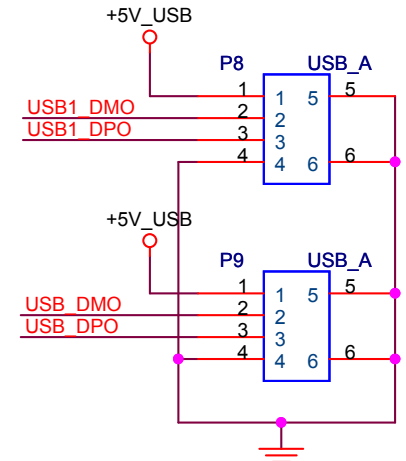 +5V_USB
P8 USB_A
1 1 5 5
USB1_DMO 2 2
USB1_DPO 3 3
4 4 6 6
+5V_USB
P9 USB_A
1 1 5 5
USB_DMO 2 2
USB_DPO 3 3
4 4 6 6